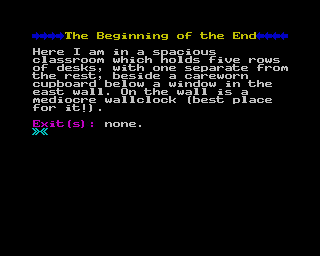 The Beginning of the End
Here I am in a spacious
classroom which holds five rows
of desks, with one separate from
the rest, beside a careworn
cupboard below a window in the
east wall. On the wall is a
mediocre wallclock (best place
for it!).
Exit(s): none.